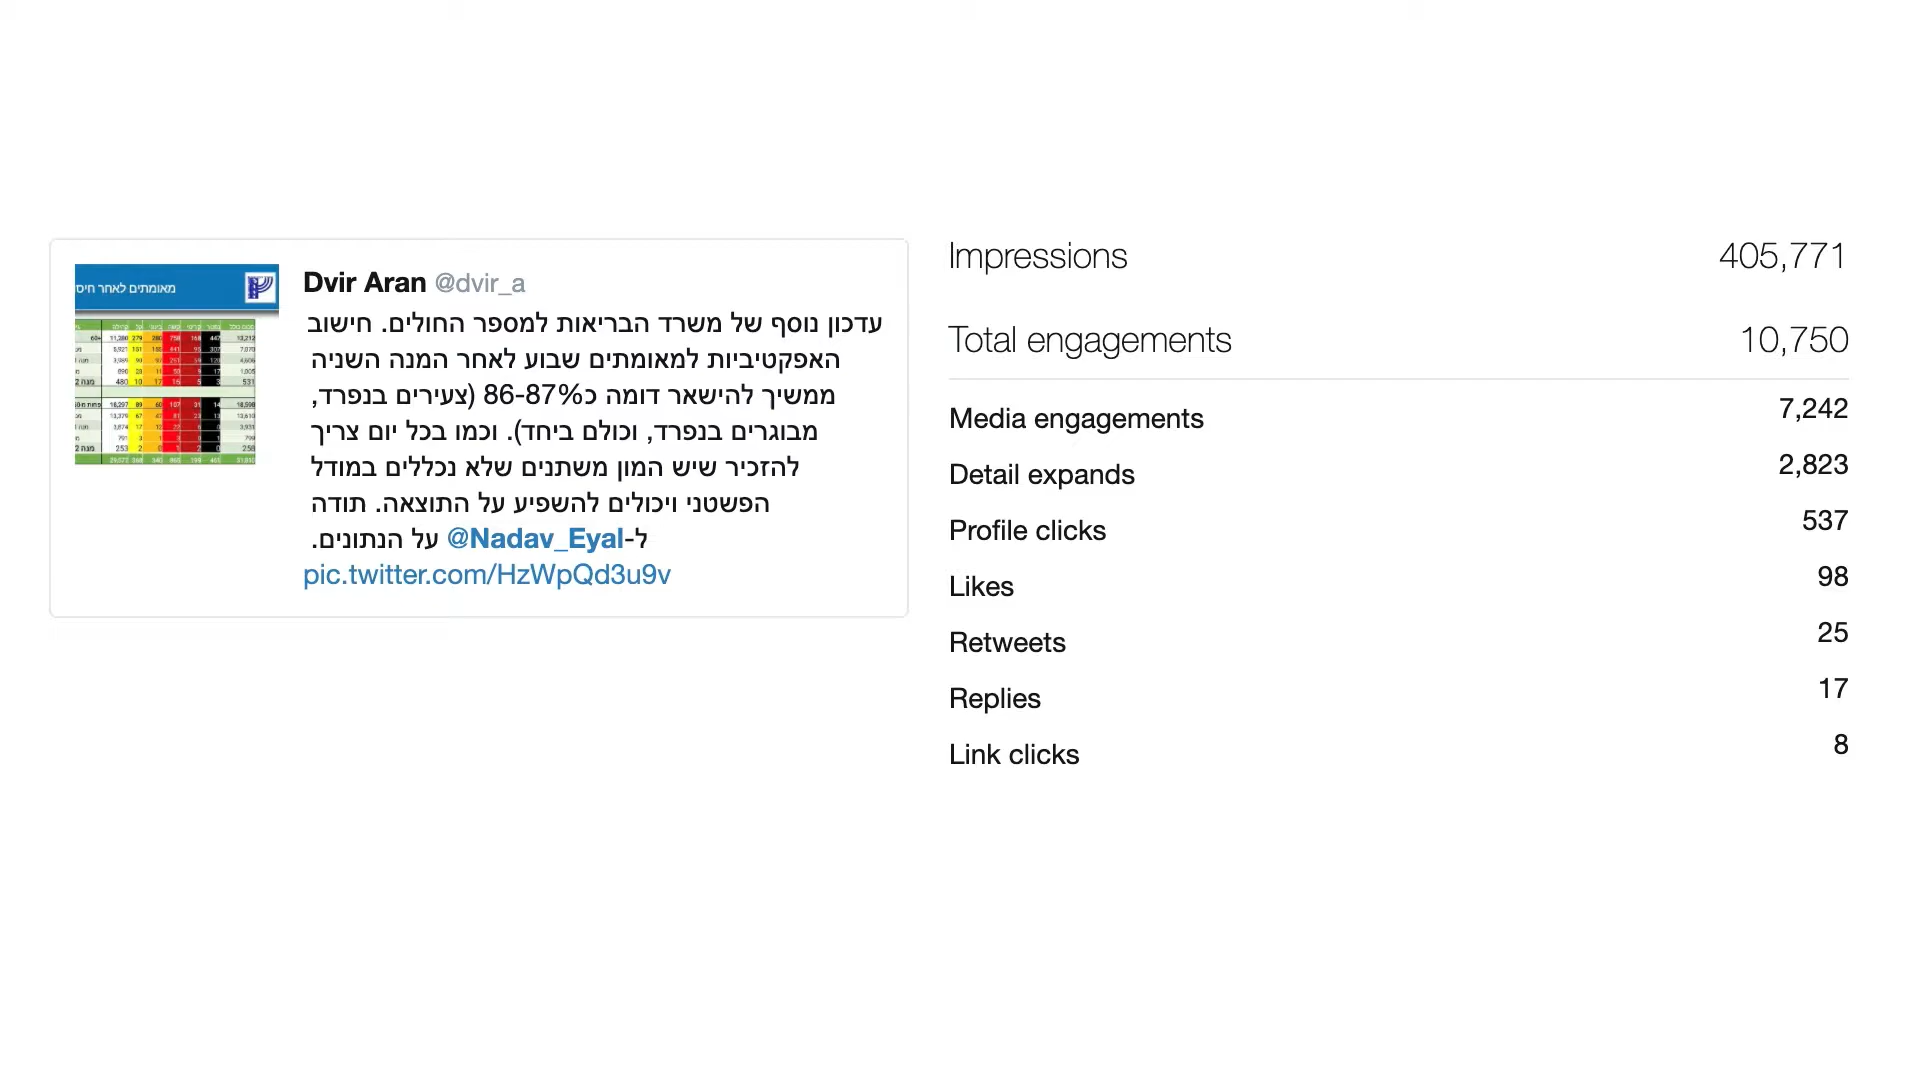 מאומתים לאחר חיס
Dvir Aran @dvir_a
עדכון נוסף של משרד הבריאות למספר החולים. חישוב
האפקטיביות למאומתים שבוע לאחר המנה השניה
ממשיך להישאר דומה כ86-87% (צעירים בנפרד,
מבוגרים בנפרד, וכולם ביחד). וכמו בכל יום צריך
להזכיר שיש המון משתנים שלא נכללים במודל
הפשטני ויכולים להשפיע על התוצאה. תודה
ל-@Nadav_Eyal על הנתונים.
pic.twitter.com/HzWpQd3u9v
Impressions 405,771
Total engagements 10,750
Media engagements 7,242
Detail expands 2,823
Profile clicks 537
Likes 98
Retweets 25
Replies 17
Link clicks 8